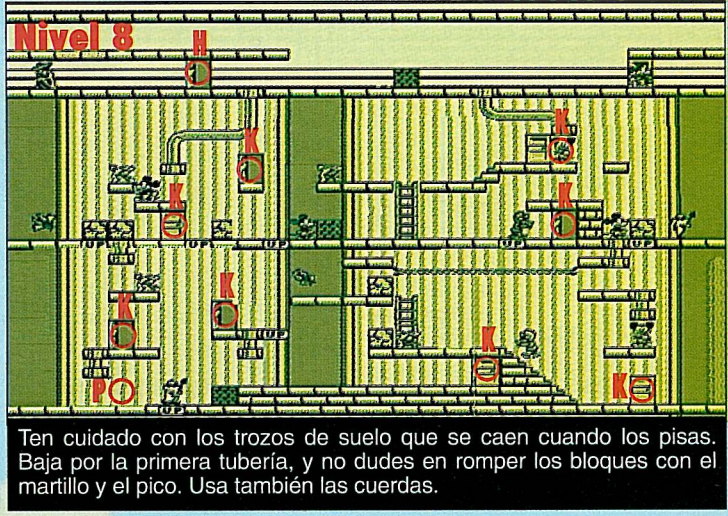 Nivel 8
H
K
K
K
K
UP UP UP UP UP
K
K
UP
K
P
K
UP
Ten cuidado con los trozos de suelo que se caen cuando los pisas.
Baja por la primera tubería, y no dudes en romper los bloques con el
martillo y el pico. Usa también las cuerdas.